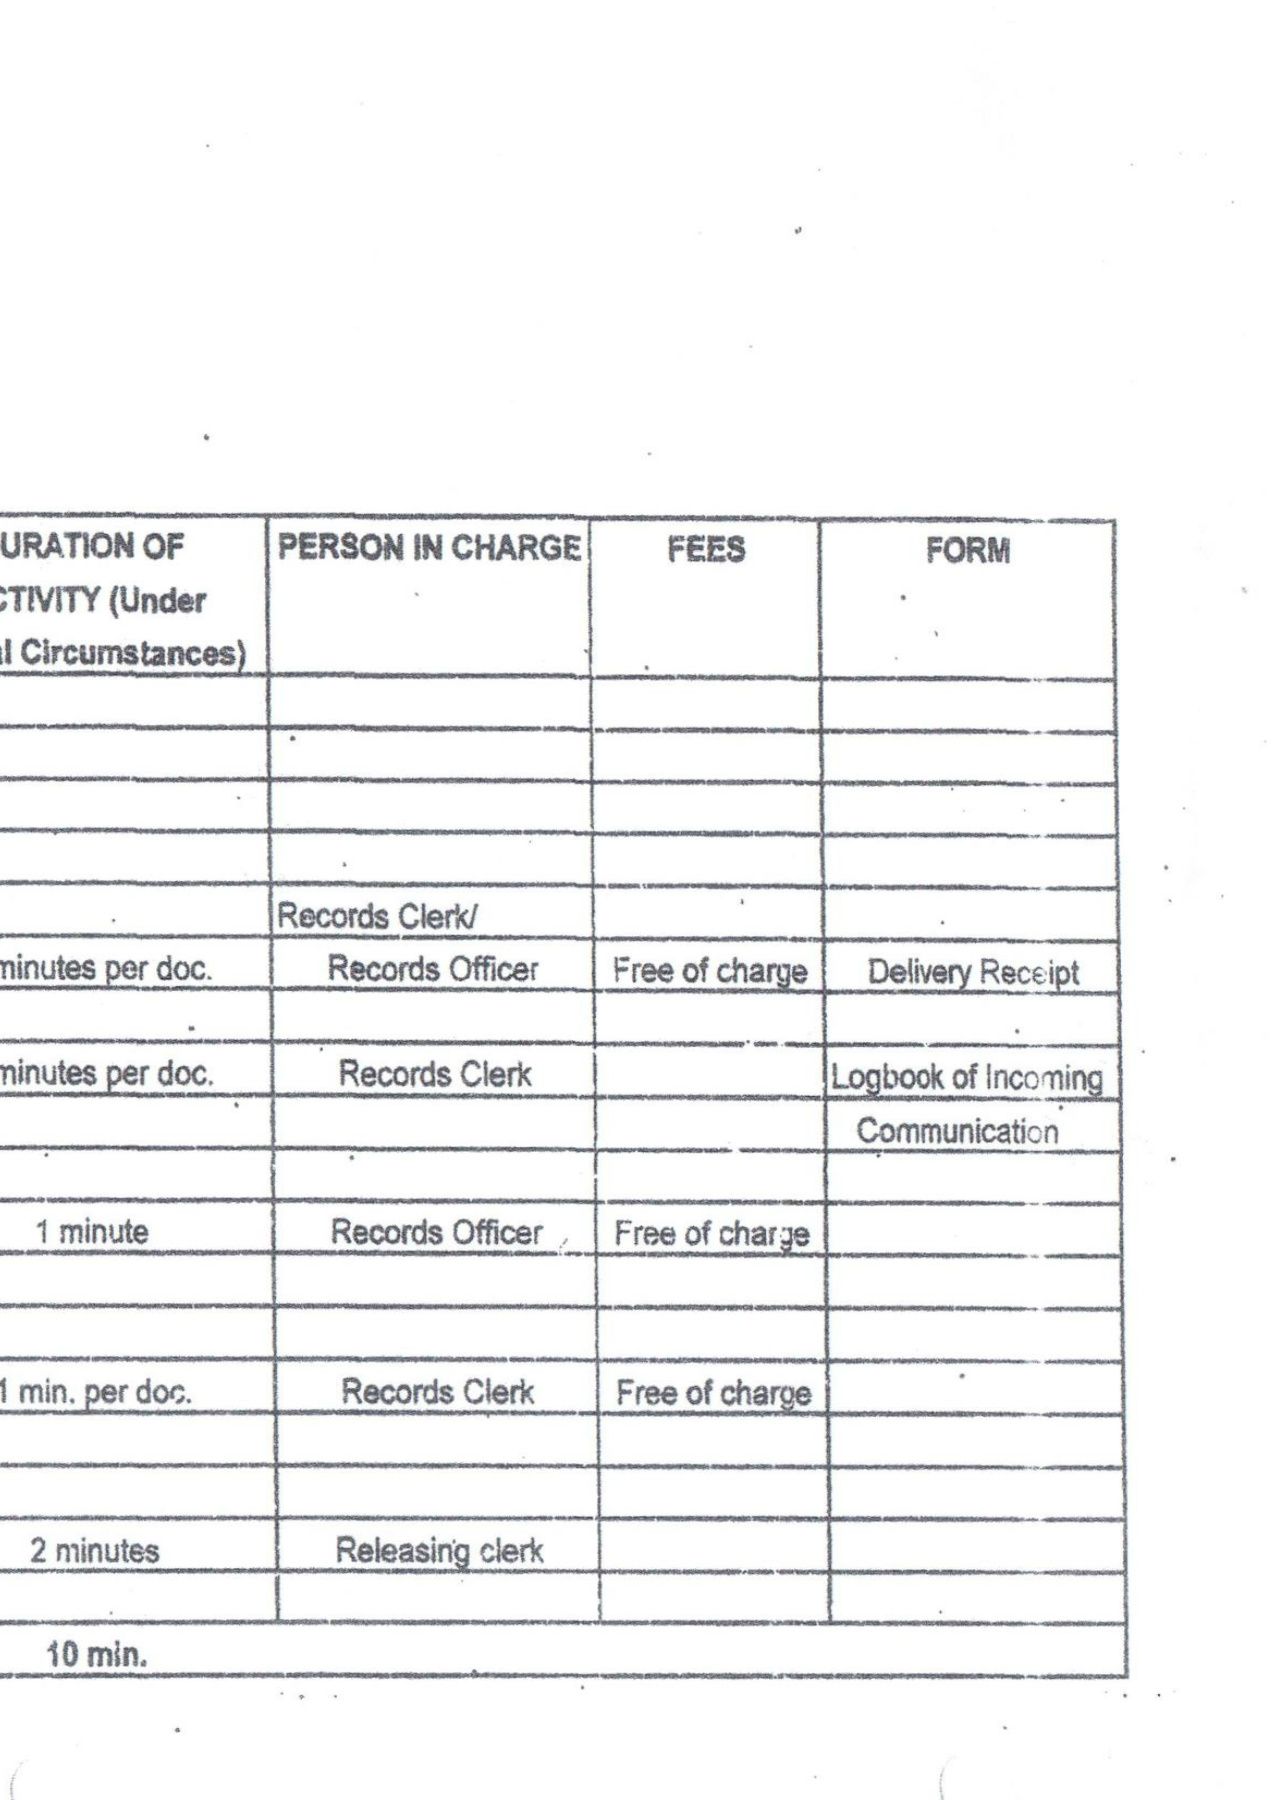 URATION OF PERSON IN CHARGE FEES FORM
CTIVITY (Under
al Circumstances)
Records Clerk/
minutes per doc. Records Officer Free of charge Delivery Receipt
minutes per doc. Records Clerk Logbook of Incoming
Communication
1 minute Records Officer Free of charge
1 min. per doc. Records Clerk Free of charge
2 minutes Releasing clerk
10 min.